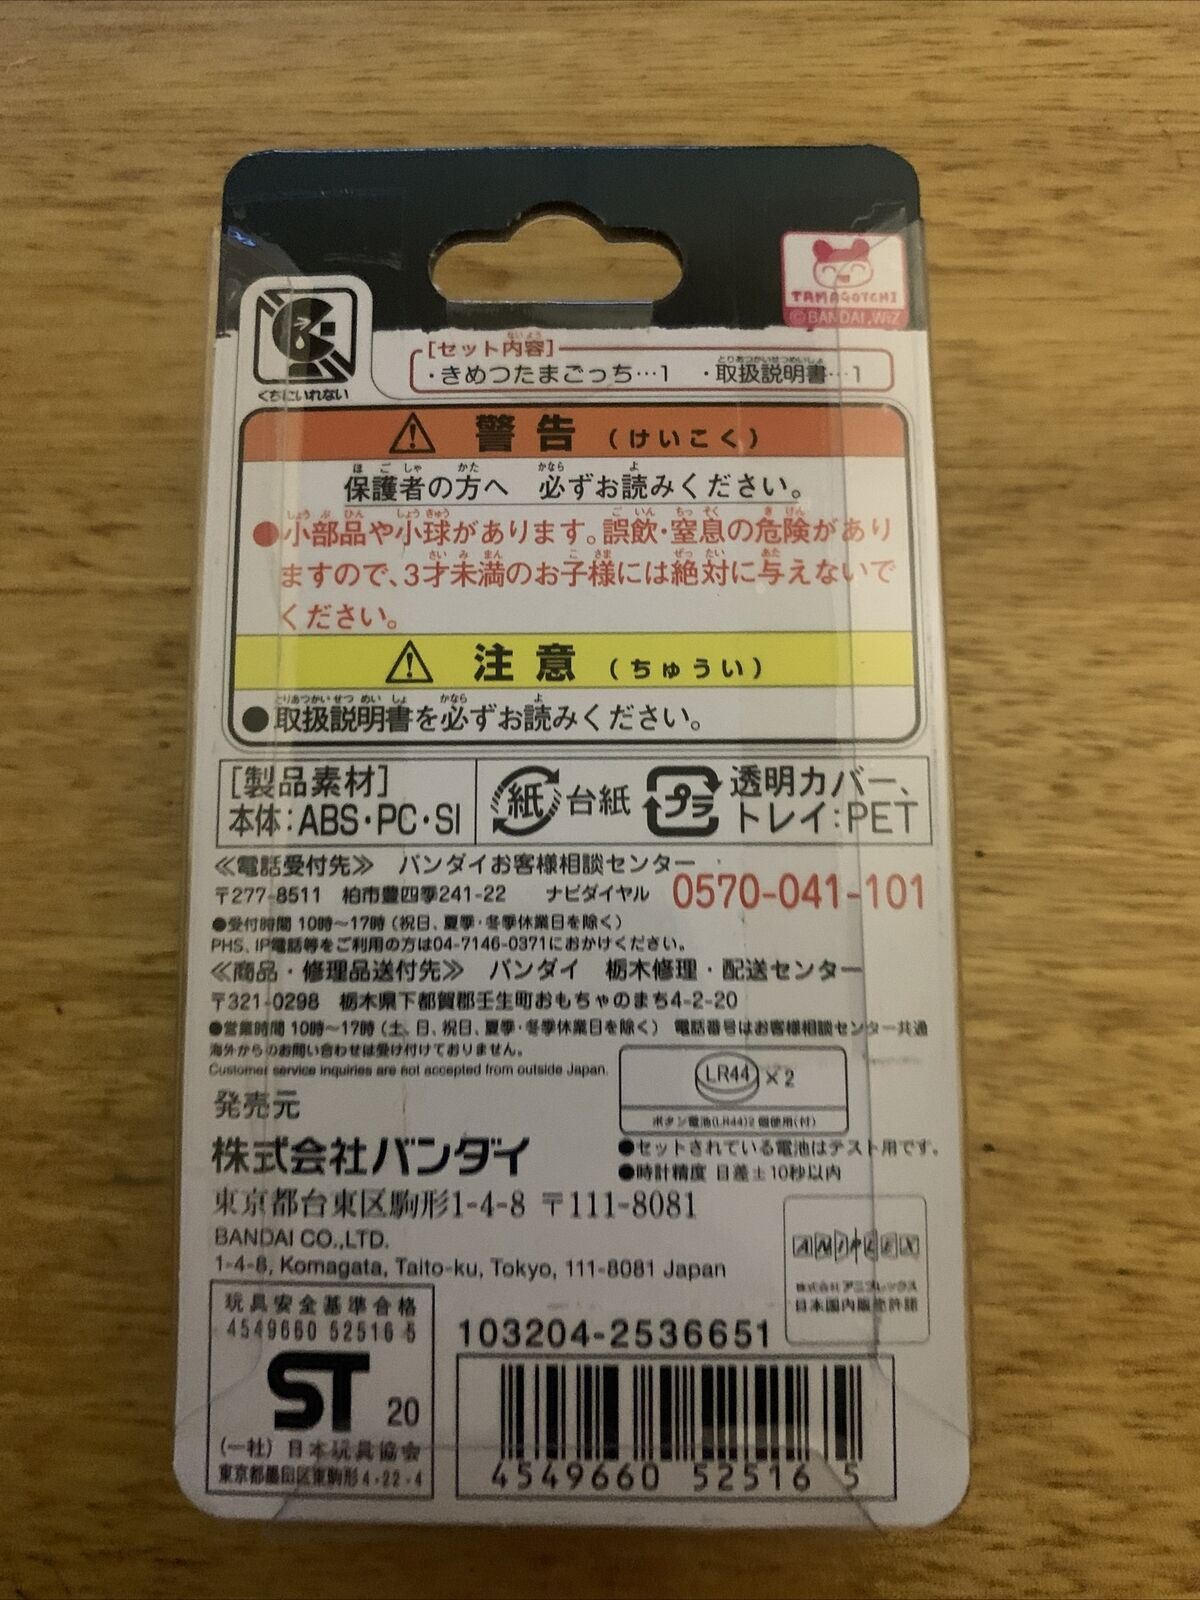 TAMAGOTCHI
©BANDAI,WiZ
くちにいれない
[セット内容]
・きめつたまごっち…1 ・取扱説明書…1
警告 (けいこく)
保護者の方へ 必ずお読みください。
●小部品や小球があります。誤飲・窒息の危険があり
ますので、3才未満のお子様には絶対に与えないで
ください。
注意 (ちゅうい)
●取扱説明書を必ずお読みください。
[製品素材]
本体:ABS・PC・SI
紙 台紙
プラ 透明カバー、
トレイ:PET
≪電話受付先≫ バンダイお客様相談センター
〒277-8511 柏市豊四季241-22 ナビダイヤル 0570-041-101
●受付時間 10時〜17時 (祝日、夏季・冬季休業日を除く)
PHS、IP電話等をご利用の方は04-7146-0371におかけください。
≪商品・修理品送付先≫ バンダイ 栃木修理・配送センター
〒321-0298 栃木県下都賀郡壬生町おもちゃのまち4-2-20
●営業時間 10時〜17時 (土、日、祝日、夏季・冬季休業日を除く) 電話番号はお客様相談センター共通
海外からのお問い合わせは受け付けておりません。
Customer service inquiries are not accepted from outside Japan.
LR44 ×2
ボタン電池(LR44)2個使用(付)
●セットされている電池はテスト用です。
●時計精度 日差±10秒以内
発売元
株式会社バンダイ
東京都台東区駒形1-4-8 〒111-8081
BANDAI CO.,LTD.
1-4-8, Komagata, Taito-ku, Tokyo, 111-8081 Japan
ANIPLEX
株式会社アニプレックス
日本国内販売許諾
玩具安全基準合格
4549660 52516 5
ST 20
(一社) 日本玩具協会
東京都墨田区東駒形4-22-4
103204-2536651
4549660 525165